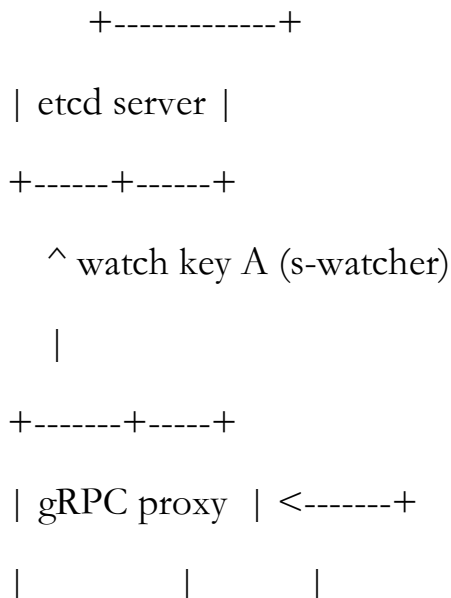 +-------------+
| etcd server |
+------+------+
^ watch key A (s-watcher)
|
+-------+-----+
| gRPC proxy | <-------+
| | |